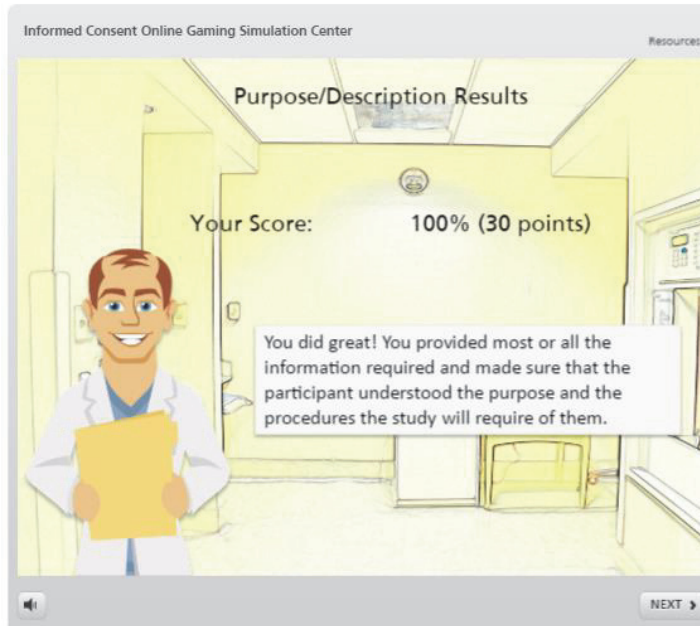 Informed Consent Online Gaming Simulation Center
Resources
Purpose/Description Results
Your Score: 100% (30 points)
You did great! You provided most or all the
information required and made sure that the
participant understood the purpose and the
procedures the study will require of them.
NEXT